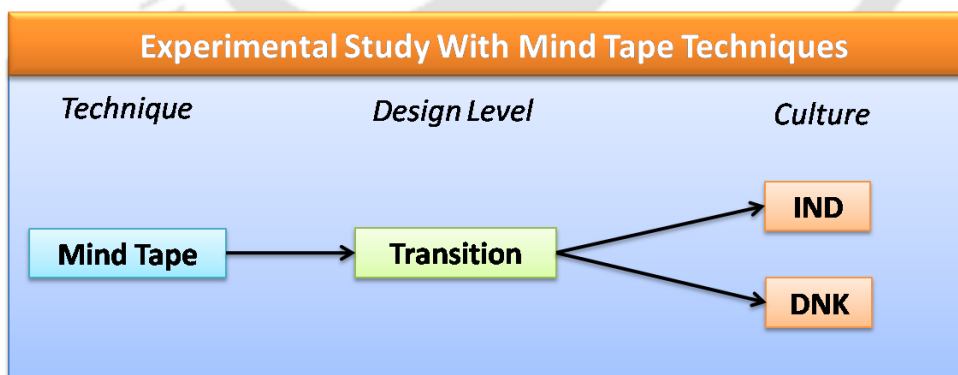 Experimental Study With Mind Tape Techniques
Technique Design Level Culture
IND
Mind Tape Transition
DNK